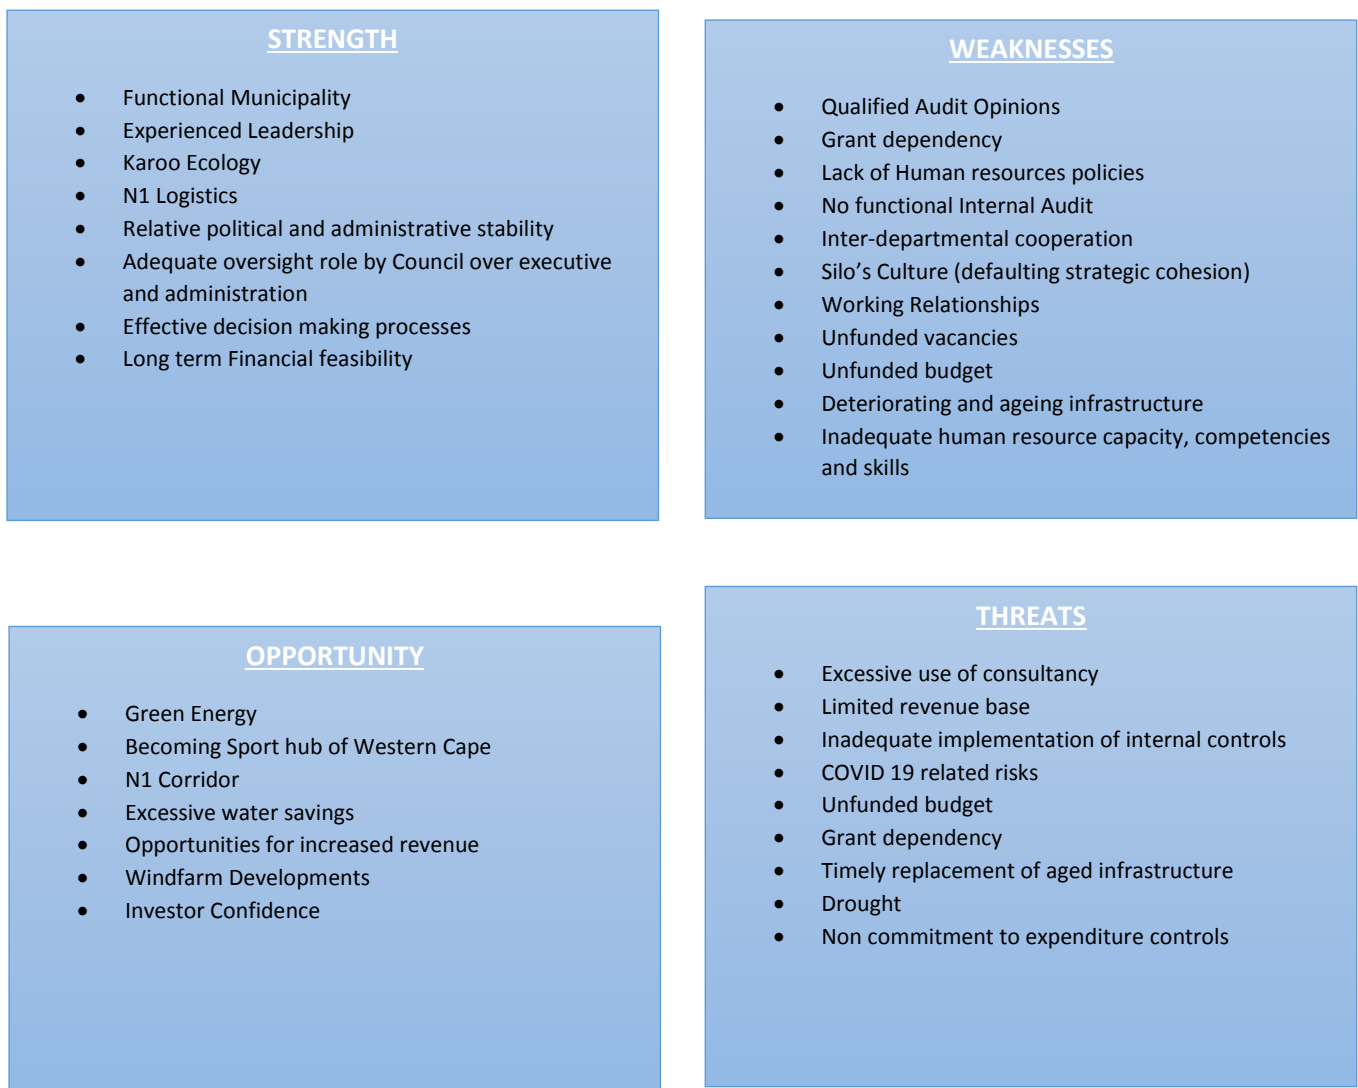 STRENGTH
• Functional Municipality
• Experienced Leadership
• Karoo Ecology
• N1 Logistics
• Relative political and administrative stability
• Adequate oversight role by Council over executive
and administration
• Effective decision making processes
• Long term Financial feasibility
WEAKNESSES
• Qualified Audit Opinions
• Grant dependency
• Lack of Human resources policies
• No functional Internal Audit
• Inter-departmental cooperation
• Silo’s Culture (defaulting strategic cohesion)
• Working Relationships
• Unfunded vacancies
• Unfunded budget
• Deteriorating and ageing infrastructure
• Inadequate human resource capacity, competencies
and skills
OPPORTUNITY
• Green Energy
• Becoming Sport hub of Western Cape
• N1 Corridor
• Excessive water savings
• Opportunities for increased revenue
• Windfarm Developments
• Investor Confidence
THREATS
• Excessive use of consultancy
• Limited revenue base
• Inadequate implementation of internal controls
• COVID 19 related risks
• Unfunded budget
• Grant dependency
• Timely replacement of aged infrastructure
• Drought
• Non commitment to expenditure controls